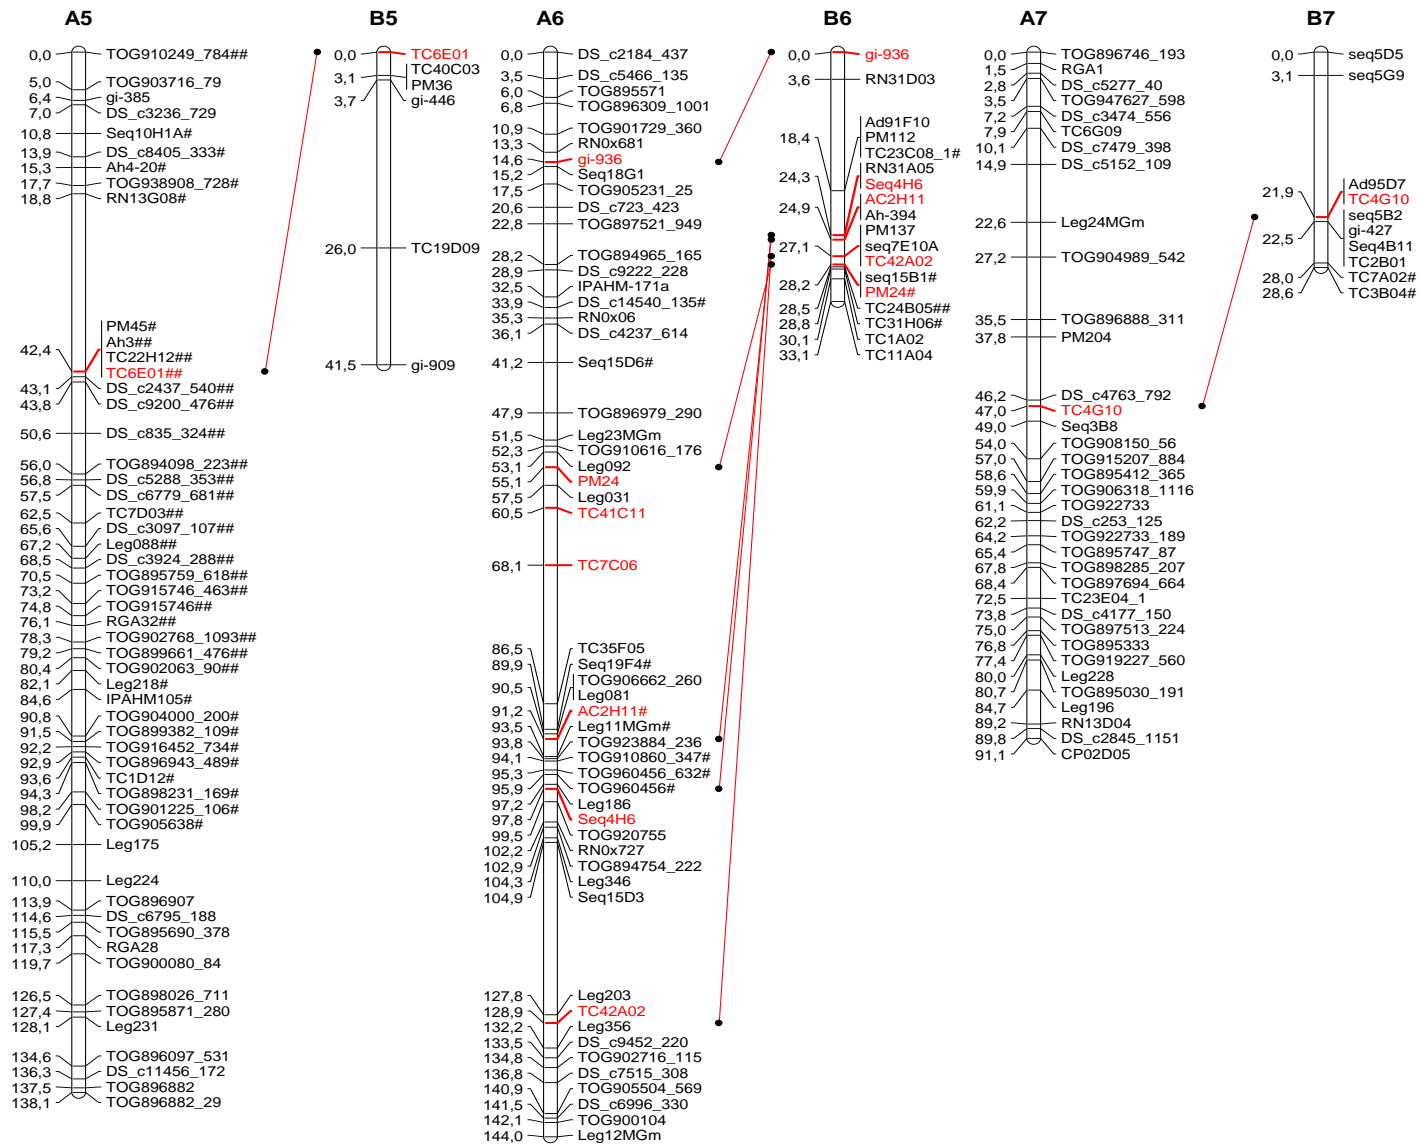 A5
0,0 TOG910249_784##
5,0 TOG903716_79
6,4 gi-385
7,0 DS_c3236_729
10,8 Seq10H1A#
13,9 DS_c8405_333#
15,3 Ah4-20#
17,7 TOG938908_728#
18,8 RN13G08#
PM45#
Ah3##
42,4 TC22H12##
TC6E01##
43,1 DS_c2437_540##
43,8 DS_c9200_476##
50,6 DS_c835_324##
56,0 TOG894098_223##
56,8 DS_c5288_353##
57,5 DS_c6779_681##
62,5 TC7D03##
65,6 DS_c3097_107##
67,2 Leg088##
68,5 DS_c3924_288##
70,5 TOG895759_618##
73,2 TOG915746_463##
74,8 TOG915746##
76,1 RGA32##
78,3 TOG902768_1093##
79,2 TOG899661_476##
80,4 TOG902063_90##
82,1 Leg218#
84,6 IPAHM105#
90,8 TOG904000_200#
91,5 TOG899382_109#
92,2 TOG916452_734#
92,9 TOG896943_489#
93,6 TC1D12#
94,3 TOG898231_169#
98,2 TOG901225_106#
99,9 TOG905638#
105,2 Leg175
110,0 Leg224
113,9 TOG896907
114,6 DS_c6795_188
115,5 TOG895690_378
117,3 RGA28
119,7 TOG900080_84
126,5 TOG898026_711
127,4 TOG895871_280
128,1 Leg231
134,6 TOG896097_531
136,3 DS_c11456_172
137,5 TOG896882
138,1 TOG896882_29
B5
0,0 TC6E01
TC40C03
3,1 PM36
3,7 gi-446
26,0 TC19D09
41,5 gi-909
A6
0,0 DS_c2184_437
3,5 DS_c5466_135
6,0 TOG895571
6,8 TOG896309_1001
10,9 TOG901729_360
13,3 RN0x681
14,6 gi-936
15,2 Seq18G1
17,5 TOG905231_25
20,6 DS_c723_423
22,8 TOG897521_949
28,2 TOG894965_165
28,9 DS_c9222_228
32,5 IPAHM-171a
33,9 DS_c14540_135#
35,3 RN0x06
36,1 DS_c4237_614
41,2 Seq15D6#
47,9 TOG896979_290
51,5 Leg23MGm
52,3 TOG910616_176
53,1 Leg092
55,1 PM24
57,5 Leg031
60,5 TC41C11
68,1 TC7C06
86,5 TC35F05
89,9 Seq19F4#
TOG906662_260
90,5 Leg081
91,2 AC2H11#
93,5 Leg11MGm#
93,8 TOG923884_236
94,1 TOG910860_347#
95,3 TOG960456_632#
95,9 TOG960456#
97,2 Leg186
97,8 Seq4H6
99,5 TOG920755
102,2 RN0x727
102,9 TOG894754_222
104,3 Leg346
104,9 Seq15D3
127,8 Leg203
128,9 TC42A02
132,2 Leg356
133,5 DS_c9452_220
134,8 TOG902716_115
136,8 DS_c7515_308
140,9 TOG905504_569
141,5 DS_c6996_330
142,1 TOG900104
144,0 Leg12MGm
B6
0,0 gi-936
3,6 RN31D03
Ad91F10
18,4 PM112
TC23C08_1#
RN31A05
24,3 Seq4H6
AC2H11
24,9 Ah-394
PM137
27,1 seq7E10A
TC42A02
seq15B1#
28,2 PM24#
28,5 TC24B05##
28,8 TC31H06#
30,1 TC1A02
33,1 TC11A04
A7
0,0 TOG896746_193
1,5 RGA1
2,8 DS_c5277_40
3,5 TOG947627_598
7,2 DS_c3474_556
7,9 TC6G09
10,1 DS_c7479_398
14,9 DS_c5152_109
22,6 Leg24MGm
27,2 TOG904989_542
35,5 TOG896888_311
37,8 PM204
46,2 DS_c4763_792
47,0 TC4G10
49,0 Seq3B8
54,0 TOG908150_56
57,0 TOG915207_884
58,6 TOG895412_365
59,9 TOG906318_1116
61,1 TOG922733
62,2 DS_c253_125
64,2 TOG922733_189
65,4 TOG895747_87
67,8 TOG898285_207
68,4 TOG897694_664
72,5 TC23E04_1
73,8 DS_c4177_150
75,0 TOG897513_224
76,8 TOG895333
77,4 TOG919227_560
80,0 Leg228
80,7 TOG895030_191
84,7 Leg196
89,2 RN13D04
89,8 DS_c2845_1151
91,1 CP02D05
B7
0,0 seq5D5
3,1 seq5G9
Ad95D7
21,9 TC4G10
seq5B2
gi-427
22,5 Seq4B11
TC2B01
28,0 TC7A02#
28,6 TC3B04#